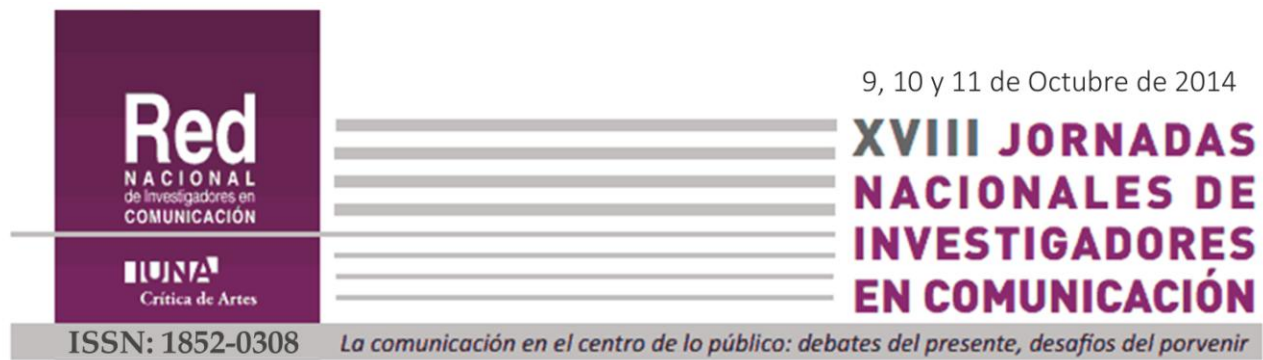 Red
NACIONAL
de Investigadores en
COMUNICACIÓN
IUNA
Crítica de Artes
ISSN: 1852-0308
9, 10 y 11 de Octubre de 2014
XVIII JORNADAS
NACIONALES DE
INVESTIGADORES
EN COMUNICACIÓN
La comunicación en el centro de lo público: debates del presente, desafíos del porvenir